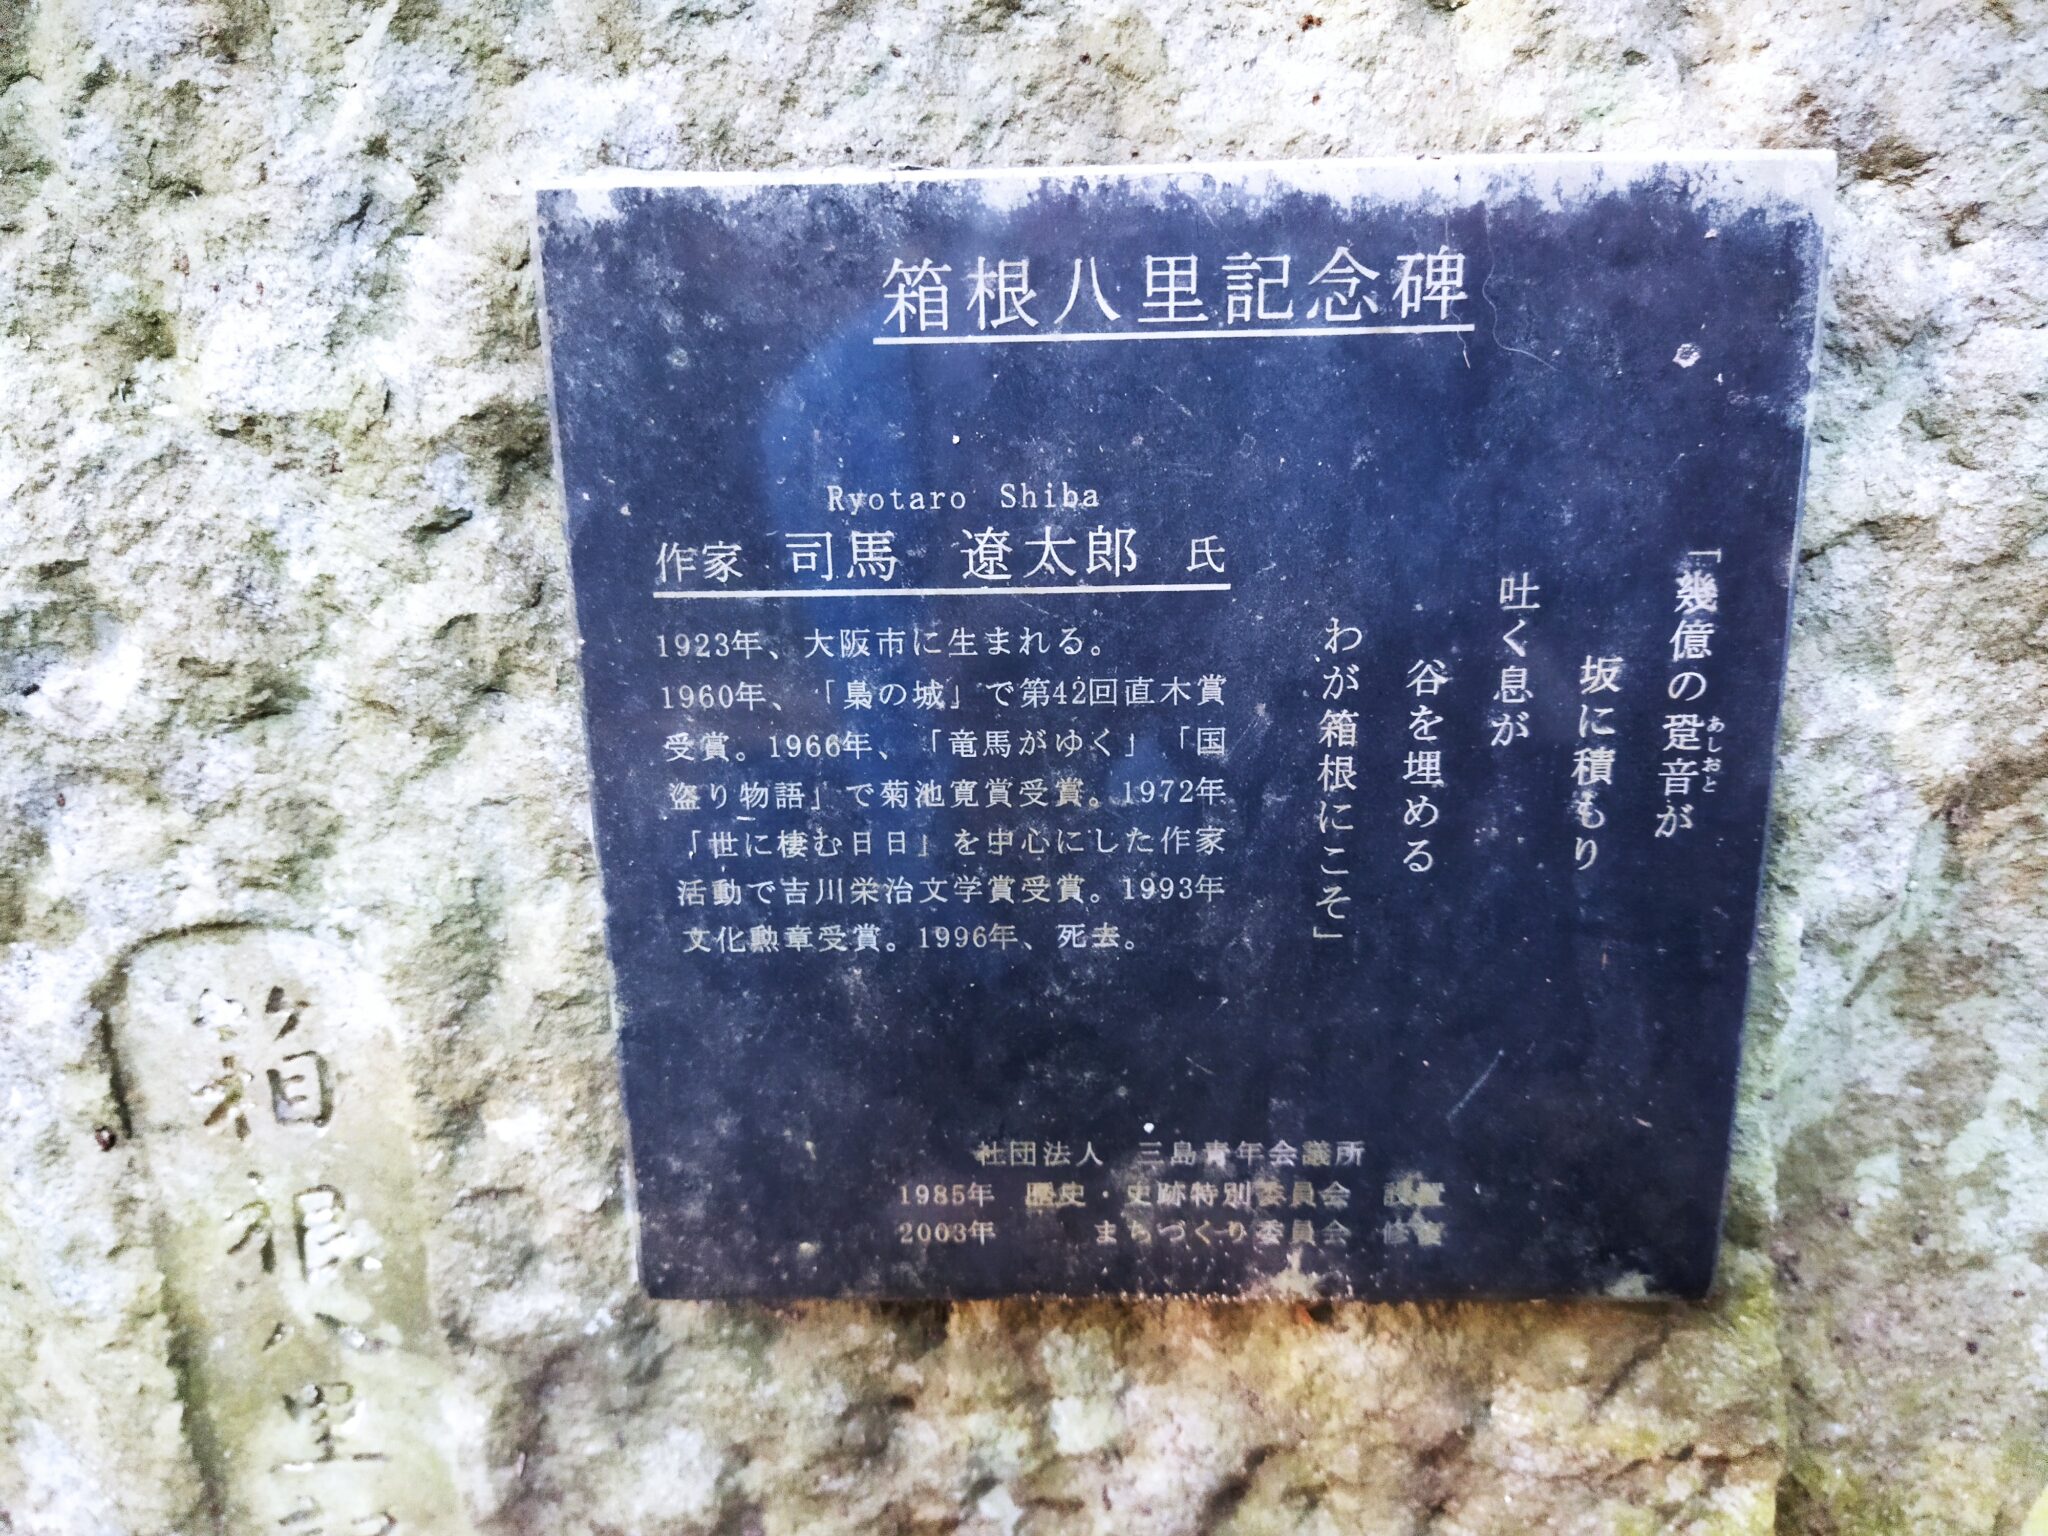 箱根八里記念碑
「幾億の跫音が
あしおと
坂に積もり
吐く息が
谷を埋める
わが箱根にこそ」
Ryotaro Shiba
作家 司馬 遼太郎 氏
1923年、大阪市に生まれる。
1960年、「梟の城」で第42回直木賞
受賞。1966年、「竜馬がゆく」「国
盗り物語」で菊池寛賞受賞。1972年
「世に棲む日日」を中心にした作家
活動で吉川栄治文学賞受賞。1993年
文化勲章受賞。1996年、死去。
社団法人 三島青年会議所
1985年 歴史・史跡特別委員会 設置
2003年 まちづくり委員会
箱根八里